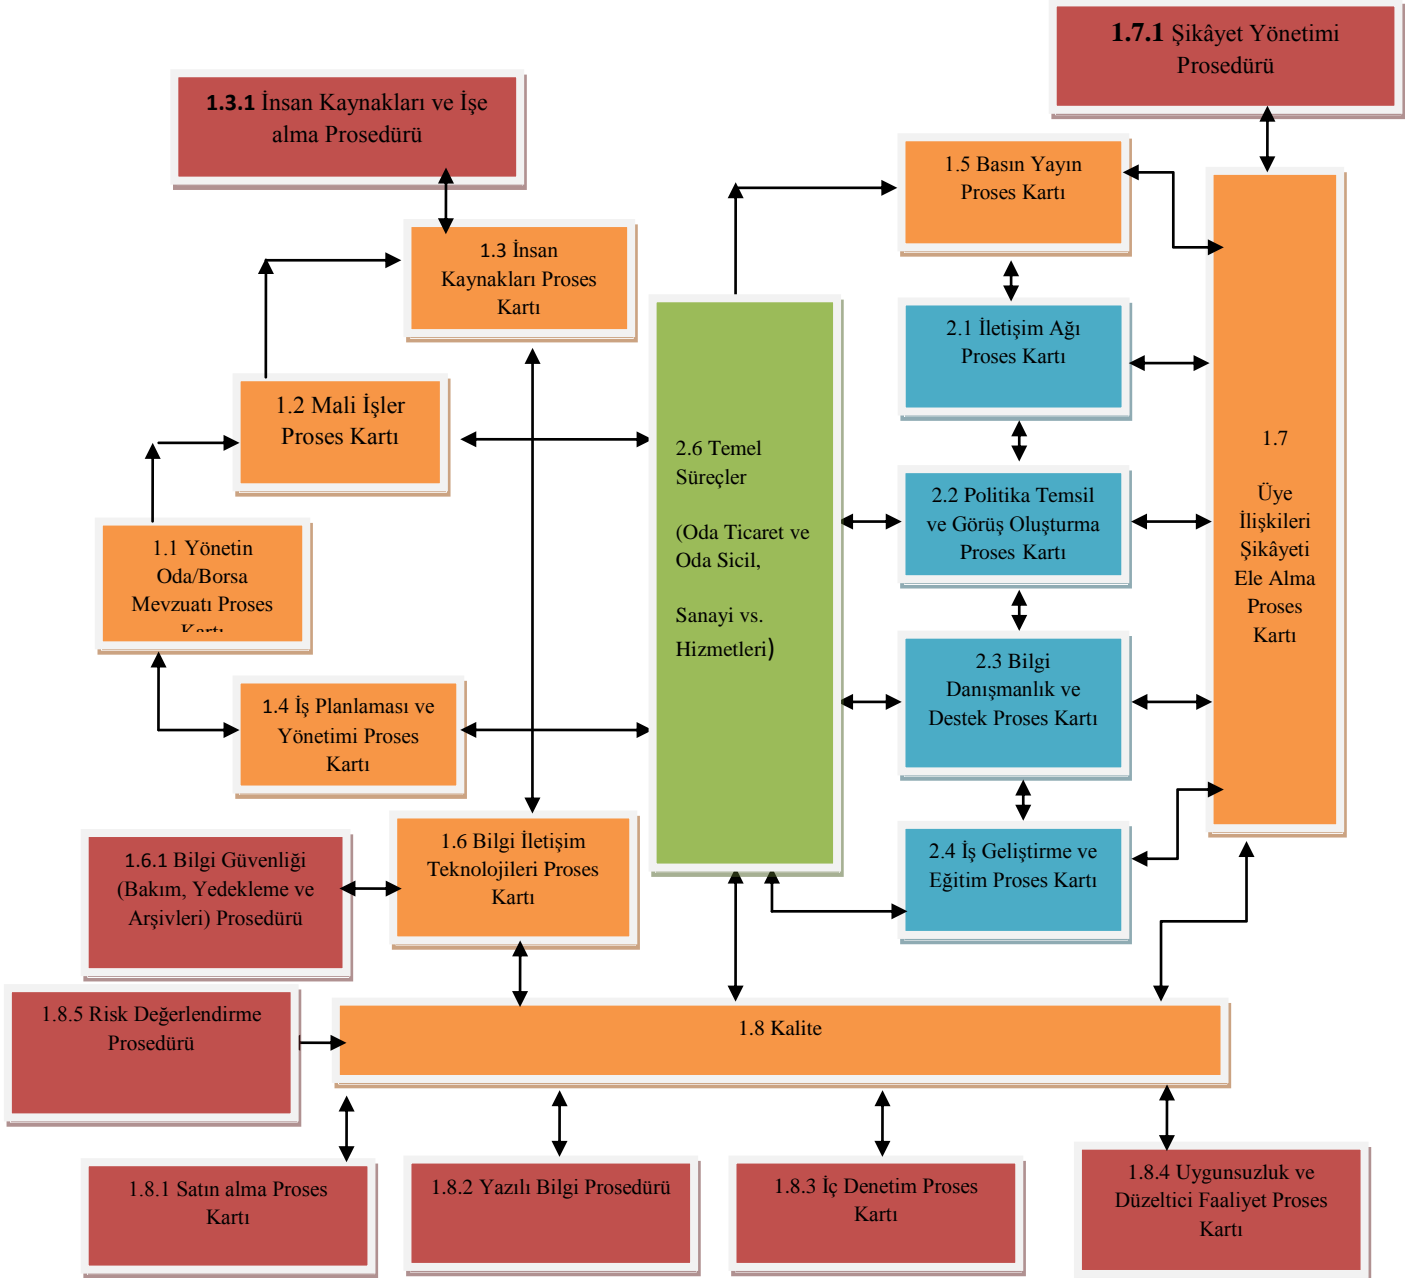 1.7.1 Şikâyet Yönetimi
Prosedürü
1.3.1 İnsan Kaynakları ve İşe
alma Prosedürü
1.5 Basın Yayın
Proses Kartı
1.3 İnsan
Kaynakları Proses
Kartı
2.1 İletişim Ağı
Proses Kartı
1.2 Mali İşler
Proses Kartı
2.6 Temel
Süreçler
(Oda Ticaret ve
Oda Sicil,
Sanayi vs.
Hizmetleri)
1.7
Üye
İlişkileri
Şikâyeti
Ele Alma
Proses
Kartı
2.2 Politika Temsil
ve Görüş Oluşturma
Proses Kartı
1.1 Yönetin
Oda/Borsa
Mevzuatı Proses
Kartı
2.3 Bilgi
Danışmanlık ve
Destek Proses Kartı
1.4 İş Planlaması ve
Yönetimi Proses
Kartı
1.6 Bilgi İletişim
Teknolojileri Proses
Kartı
2.4 İş Geliştirme ve
Eğitim Proses Kartı
1.6.1 Bilgi Güvenliği
(Bakım, Yedekleme ve
Arşivleri) Prosedürü
1.8.5 Risk Değerlendirme
Prosedürü
1.8 Kalite
1.8.1 Satın alma Proses
Kartı
1.8.2 Yazılı Bilgi Prosedürü
1.8.3 İç Denetim Proses
Kartı
1.8.4 Uygunsuzluk ve
Düzeltici Faaliyet Proses
Kartı